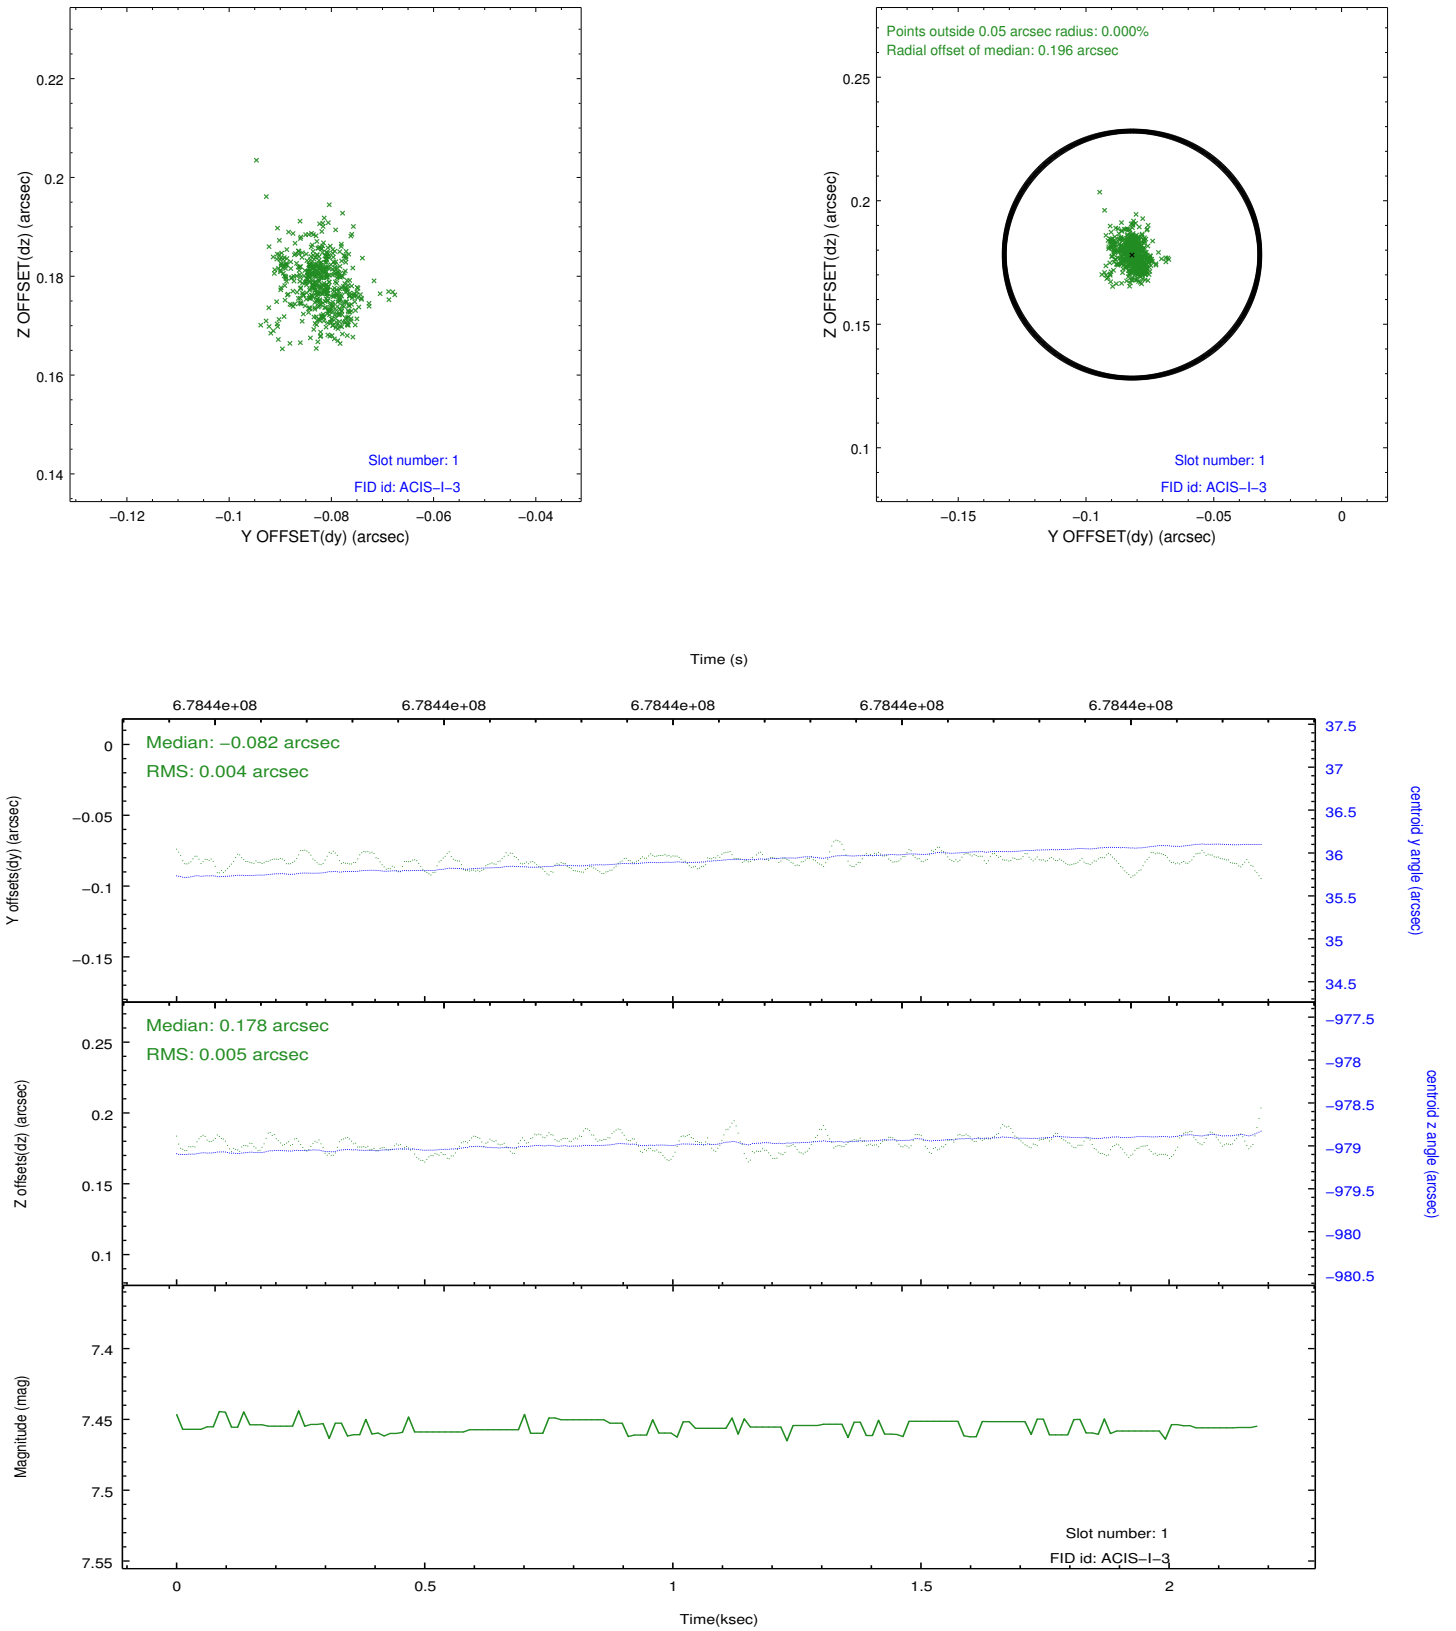 0.22
0.2
0.18
0.16
0.14
Z OFFSET(dz) (arcsec)
Slot number: 1
FID id: ACIS−I−3
−0.12
−0.1
−0.08
−0.06
−0.04
Y OFFSET(dy) (arcsec)
Points outside 0.05 arcsec radius: 0.000%
Radial offset of median: 0.196 arcsec
0.25
0.2
0.15
0.1
Z OFFSET(dz) (arcsec)
Slot number: 1
FID id: ACIS−I−3
−0.15
−0.1
−0.05
0
Y OFFSET(dy) (arcsec)
Time (s)
6.7844e+08
6.7844e+08
6.7844e+08
6.7844e+08
6.7844e+08
Median: −0.082 arcsec
RMS: 0.004 arcsec
0
−0.05
−0.1
−0.15
Y offsets(dy) (arcsec)
37.5
37
36.5
36
35.5
35
34.5
centroid y angle (arcsec)
Median: 0.178 arcsec
RMS: 0.005 arcsec
0.25
0.2
0.15
0.1
Z offsets(dz) (arcsec)
−977.5
−978
−978.5
−979
−979.5
−980
−980.5
centroid z angle (arcsec)
7.4
7.45
7.5
7.55
Magnitude (mag)
Slot number: 1
FID id: ACIS−I−3
0
0.5
1
1.5
2
Time(ksec)